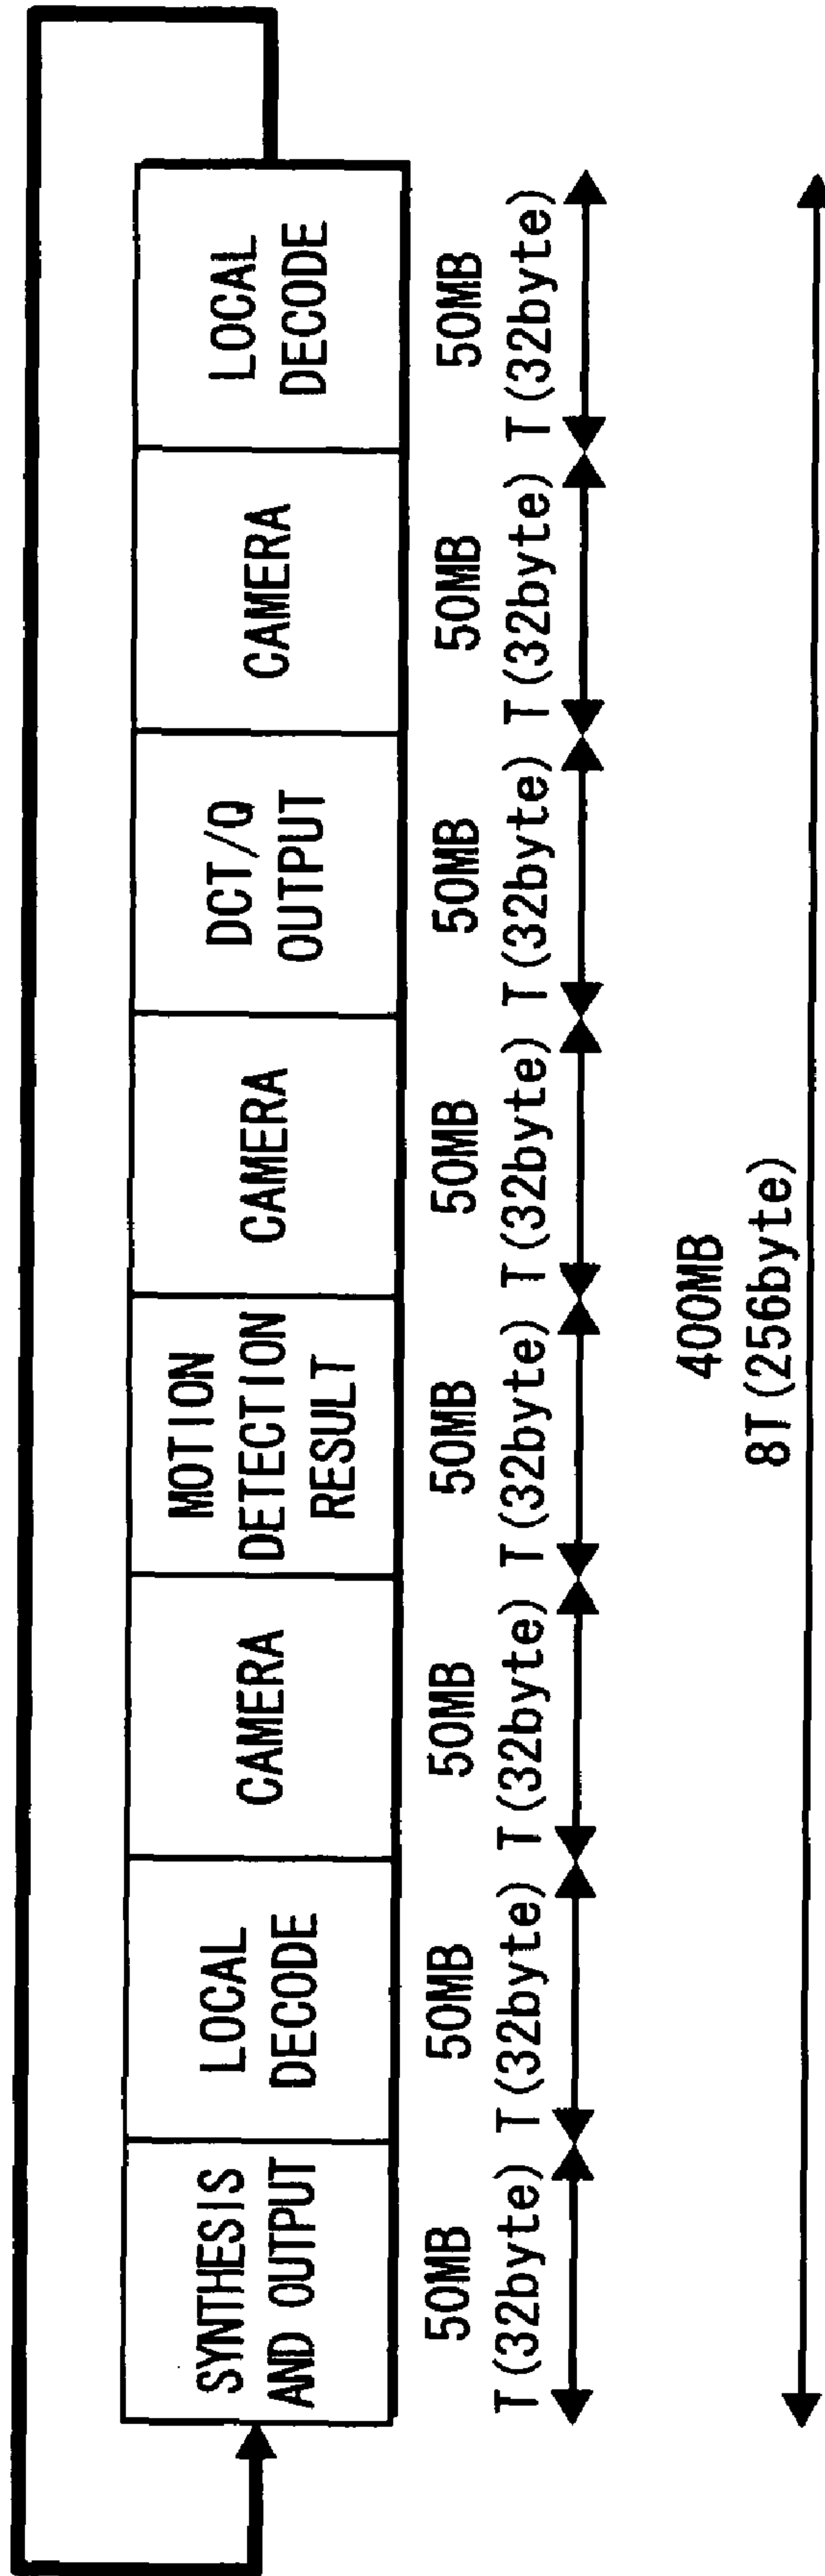 SYNTHESIS
AND OUTPUT
LOCAL
DECODE
CAMERA
MOTION
DETECTION
RESULT
CAMERA
DCT/Q
OUTPUT
CAMERA
LOCAL
DECODE
50MB 50MB 50MB 50MB 50MB 50MB 50MB 50MB
T(32byte) T(32byte) T(32byte) T(32byte) T(32byte) T(32byte) T(32byte) T(32byte)
400MB
8T(256byte)